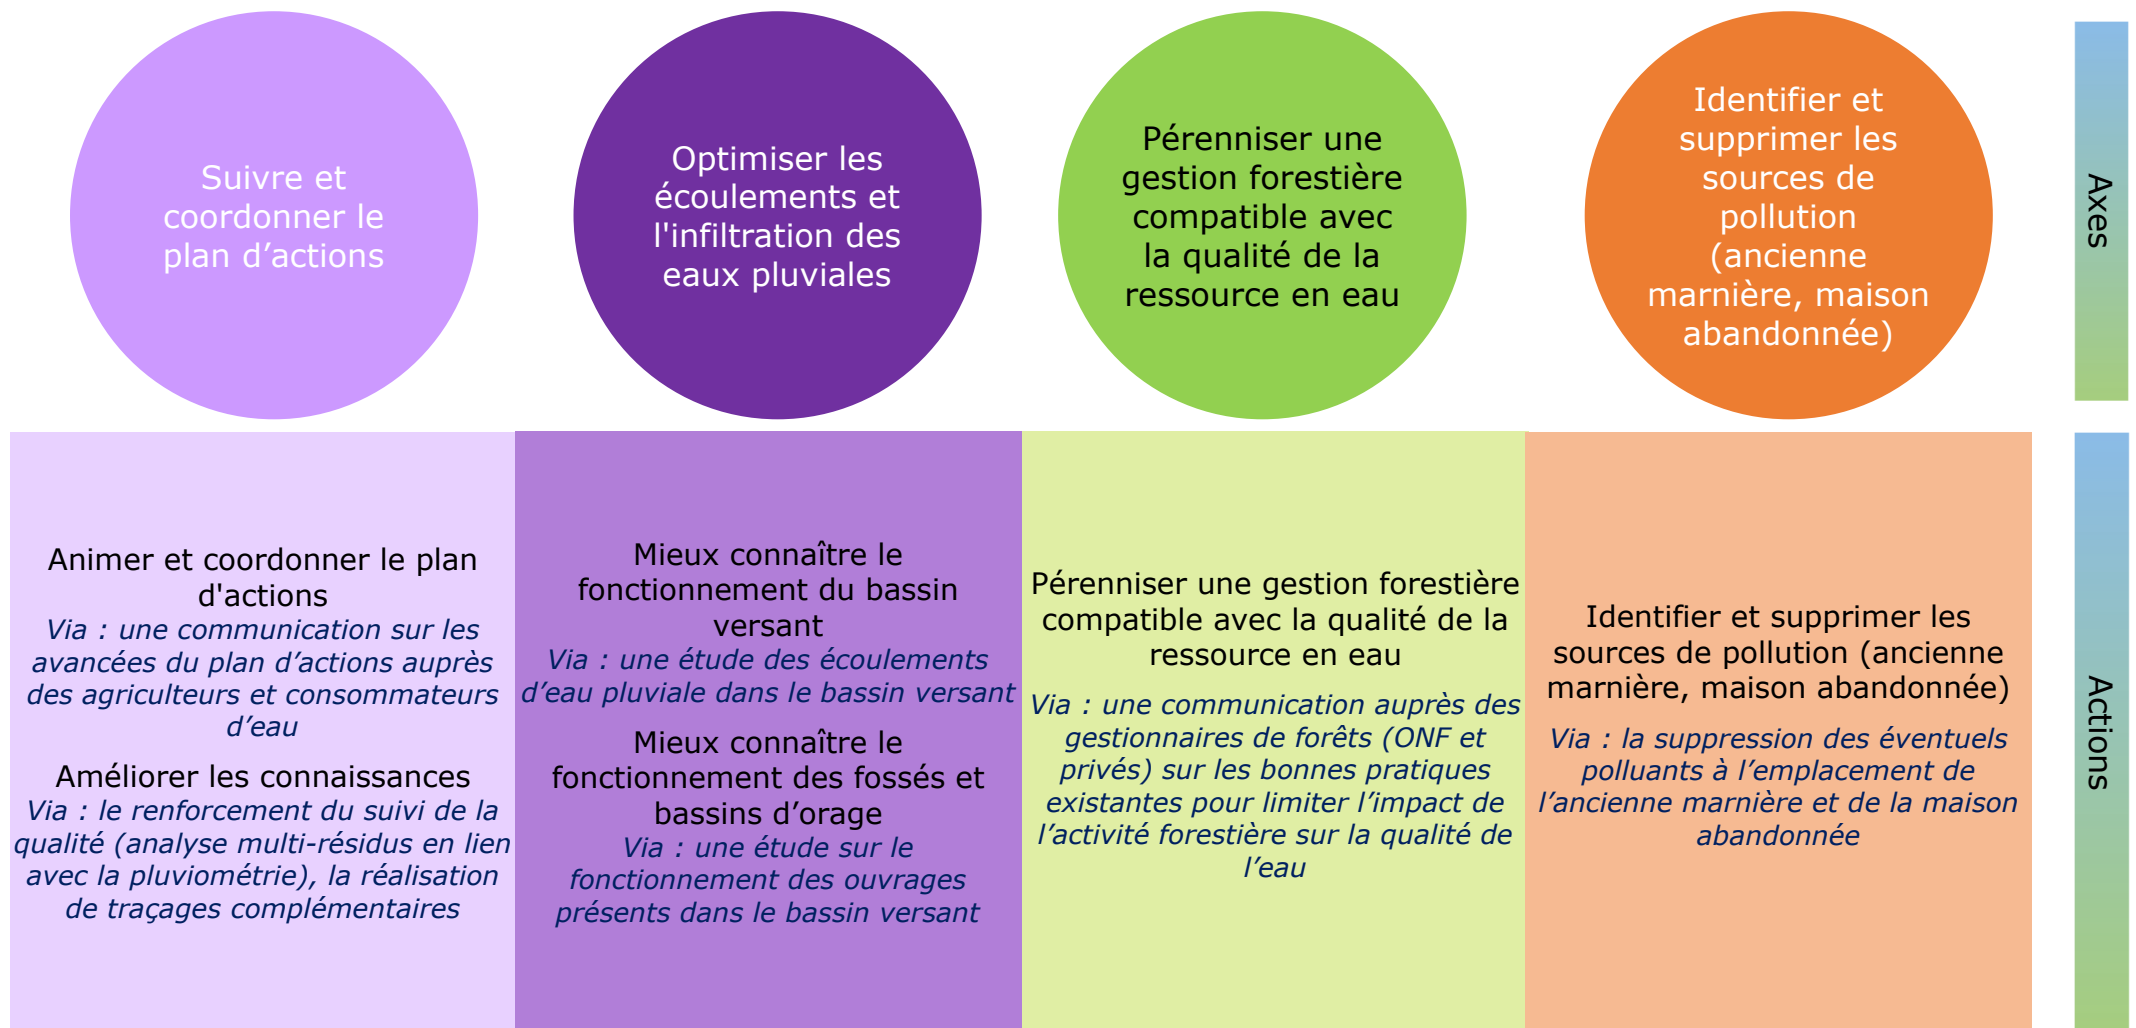 Suivre et
coordonner le
plan d’actions
Optimiser les
écoulements et
l'infiltration des
eaux pluviales
Pérenniser une
gestion forestière
compatible avec
la qualité de la
ressource en eau
Identifier et
supprimer les
sources de
pollution
(ancienne
marnière, maison
abandonnée)
Axes
Animer et coordonner le plan
d'actions
Via : une communication sur les
avancées du plan d’actions auprès
des agriculteurs et consommateurs
d’eau
Améliorer les connaissances
Via : le renforcement du suivi de la
qualité (analyse multi-résidus en lien
avec la pluviométrie), la réalisation
de traçages complémentaires
Mieux connaître le
fonctionnement du bassin
versant
Via : une étude des écoulements
d’eau pluviale dans le bassin versant
Mieux connaître le
fonctionnement des fossés et
bassins d’orage
Via : une étude sur le
fonctionnement des ouvrages
présents dans le bassin versant
Pérenniser une gestion forestière
compatible avec la qualité de la
ressource en eau
Via : une communication auprès des
gestionnaires de forêts (ONF et
privés) sur les bonnes pratiques
existantes pour limiter l’impact de
l’activité forestière sur la qualité de
l’eau
Identifier et supprimer les
sources de pollution (ancienne
marnière, maison abandonnée)
Via : la suppression des éventuels
polluants à l’emplacement de
l’ancienne marnière et de la maison
abandonnée
Actions